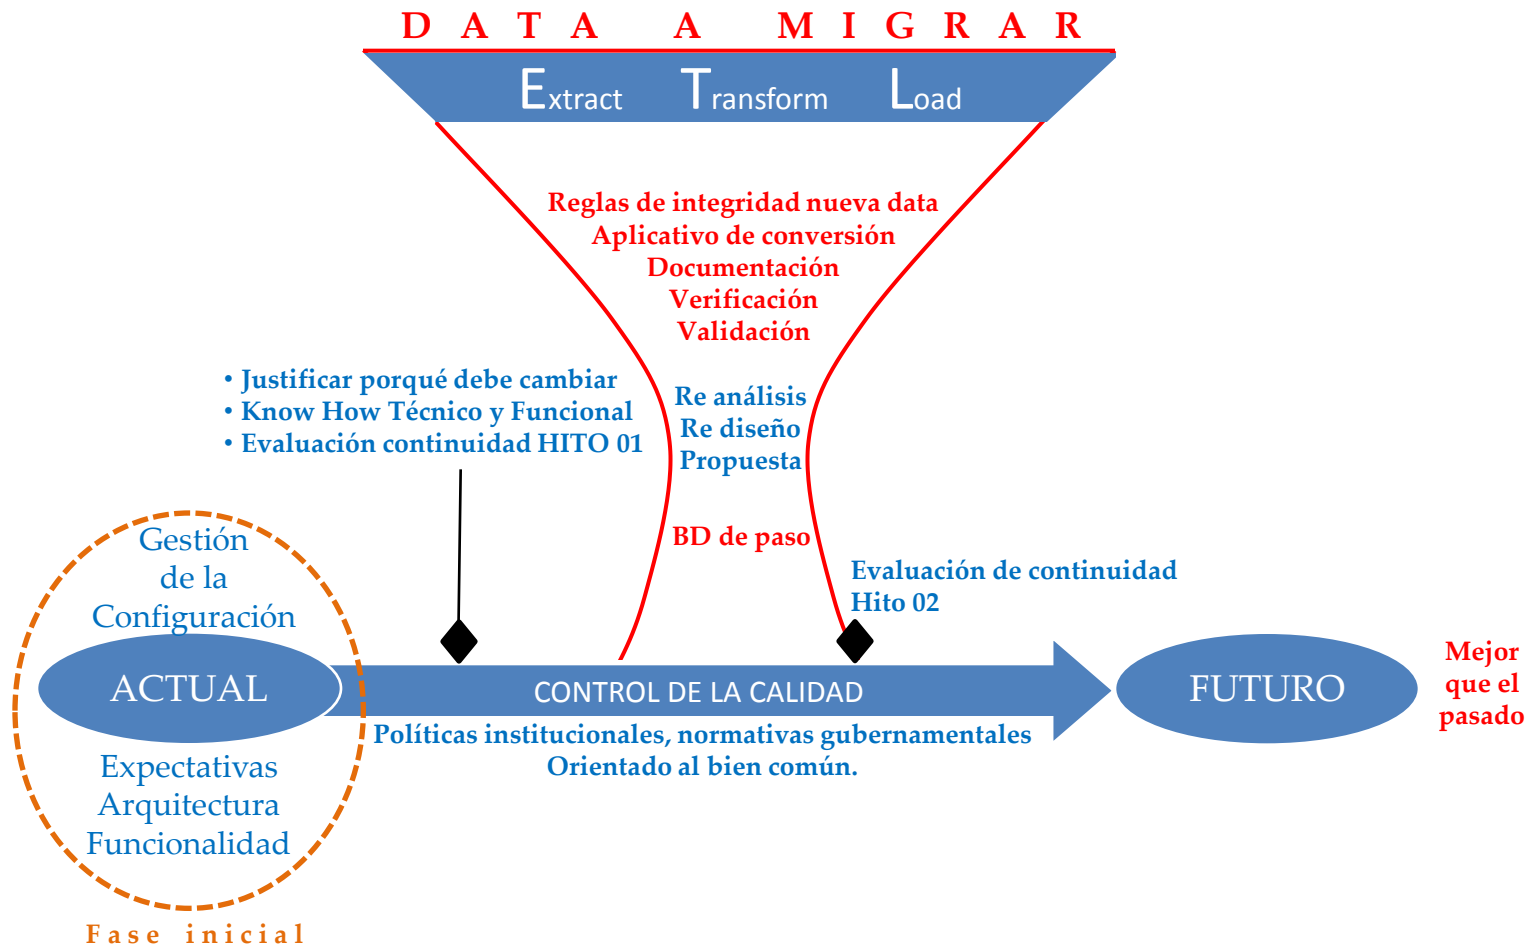 DATA A MIGRAR
Extract Transform Load
Reglas de integridad nueva data
Aplicativo de conversión
Documentación
Verificación
Validación
• Justificar porqué debe cambiar
• Know How Técnico y Funcional
• Evaluación continuidad HITO 01
Re análisis
Re diseño
Propuesta
BD de paso
Evaluación de continuidad
Hito 02
Gestión
de la
Configuración
ACTUAL
Expectativas
Arquitectura
Funcionalidad
Fase inicial
CONTROL DE LA CALIDAD
Políticas institucionales, normativas gubernamentales
Orientado al bien común.
FUTURO
Mejor
que el
pasado